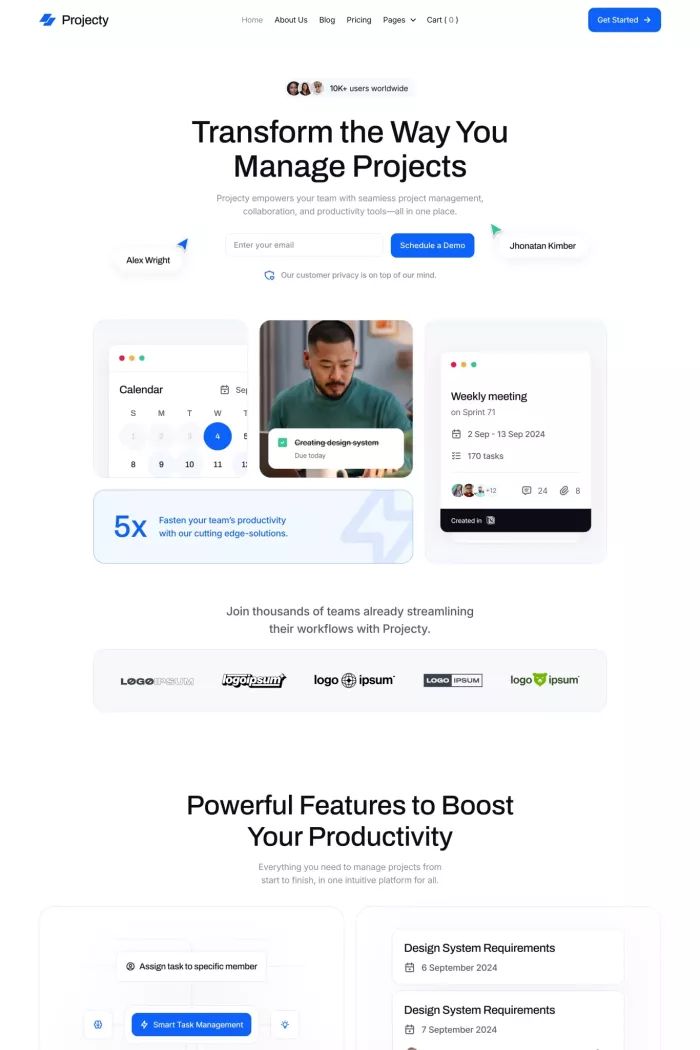 Projecty
Home
About Us
Blog
Pricing
Pages
Cart ( 0 )
Get Started
10K+ users worldwide
Transform the Way You
Manage Projects
Projecty empowers your team with seamless project management,
collaboration, and productivity tools—all in one place.
Enter your email
Schedule a Demo
Alex Wright
Jhonatan Kimber
Our customer privacy is on top of our mind.
Calendar
Sep
S M T W
1 2 3 4 5
8 9 10 11 12
Creating design system
Due today
Weekly meeting
on Sprint 71
2 Sep - 13 Sep 2024
170 tasks
+12
24
8
Created in
5x
Fasten your team's productivity
with our cutting edge-solutions.
Join thousands of teams already streamlining
their workflows with Projecty.
LOGOIPSUM
logoipsum
logo ipsum
LOGO IPSUM
logo ipsum
Powerful Features to Boost
Your Productivity
Everything you need to manage projects from
start to finish, in one intuitive platform for all.
Assign task to specific member
Smart Task Management
Design System Requirements
6 September 2024
Design System Requirements
7 September 2024